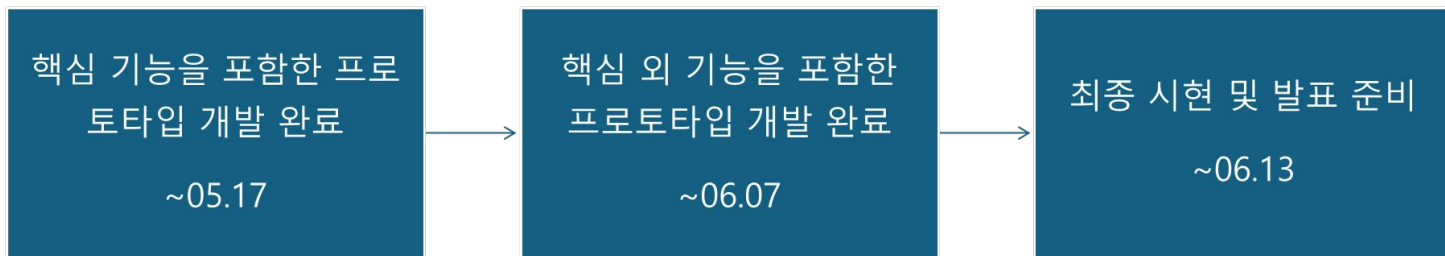 핵심 기능을 포함한 프로
토타입 개발 완료
~05.17
핵심 외 기능을 포함한
프로토타입 개발 완료
~06.07
최종 시현 및 발표 준비
~06.13